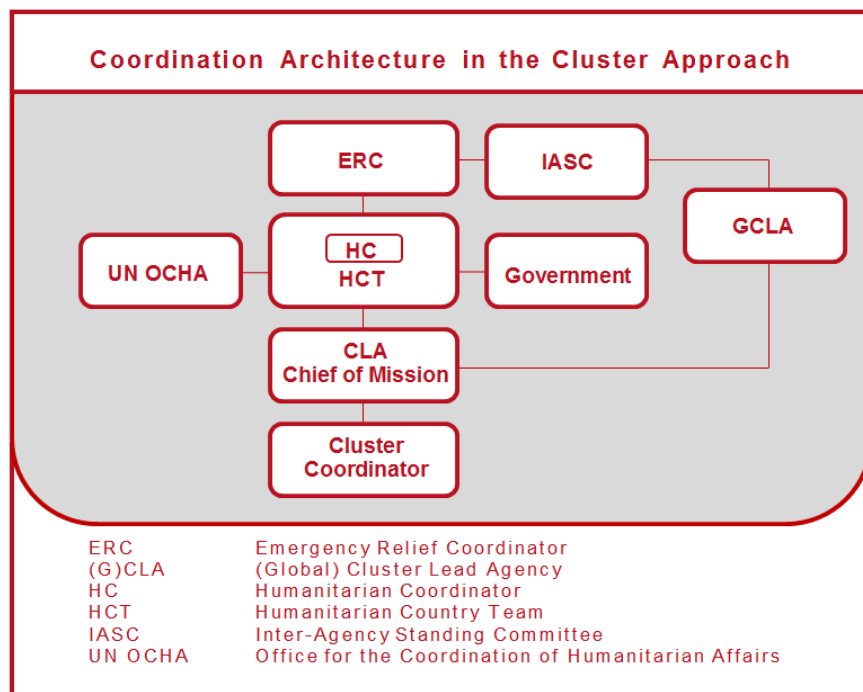 Coordination Architecture in the Cluster Approach
ERC
IASC
GCLA
UN OCHA
HC
HCT
Government
CLA
Chief of Mission
Cluster
Coordinator
ERC Emergency Relief Coordinator
(G)CLA (Global) Cluster Lead Agency
HC Humanitarian Coordinator
HCT Humanitarian Country Team
IASC Inter-Agency Standing Committee
UN OCHA Office for the Coordination of Humanitarian Affairs